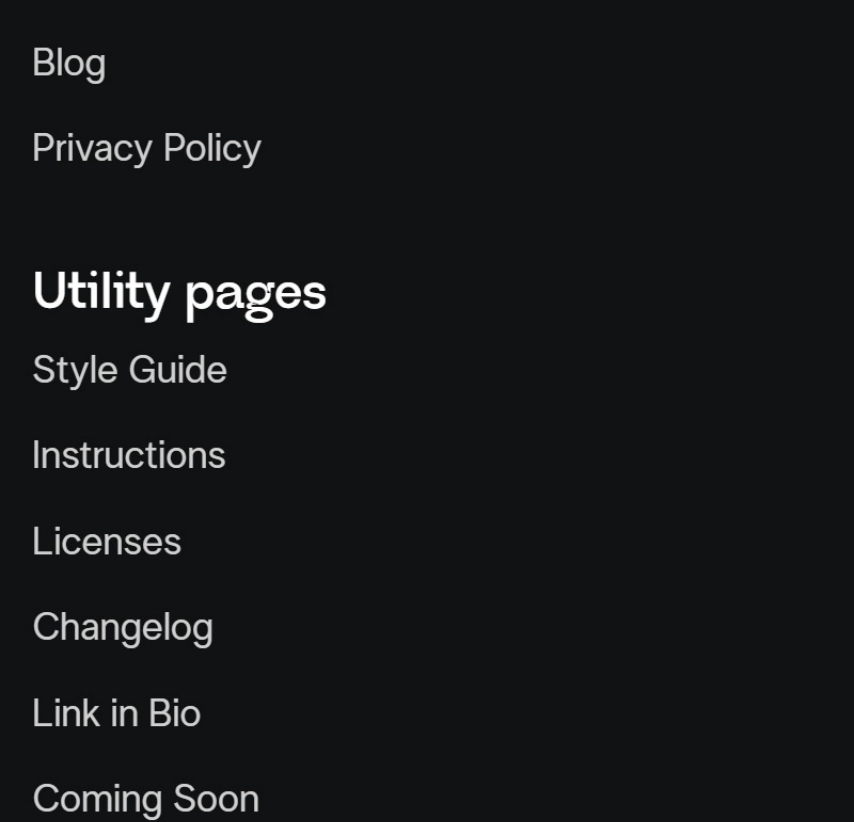 Blog
Privacy Policy
Utility pages
Style Guide
Instructions
Licenses
Changelog
Link in Bio
Coming Soon